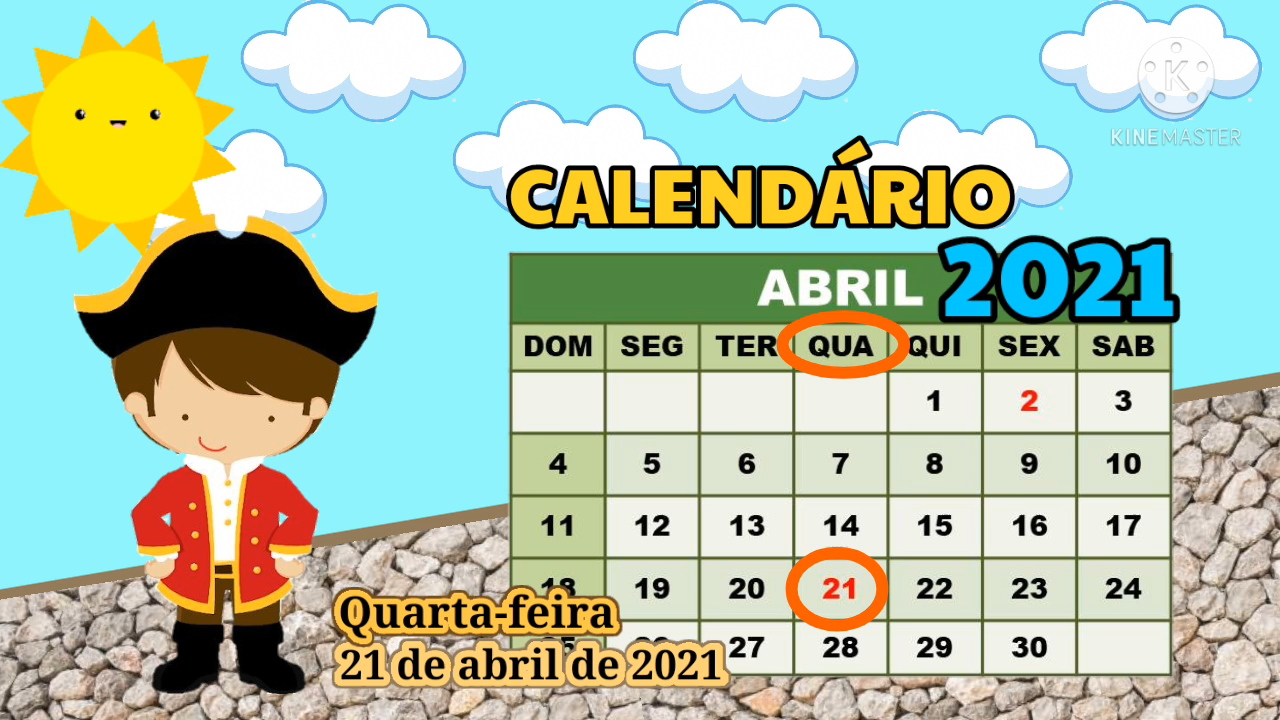 K
KINEMASTER
CALENDÁRIO
ABRIL 2021
DOM SEG TER QUA QUI SEX SAB
1 2 3
4 5 6 7 8 9 10
11 12 13 14 15 16 17
18 19 20 21 22 23 24
27 28 29 30
Quarta-feira
21 de abril de 2021